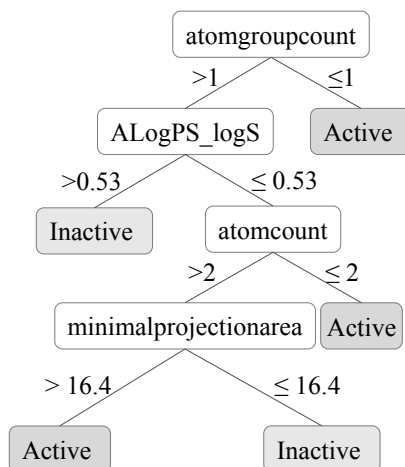 atomgroupcount
>1
≤1
ALogPS_logS
Active
>0.53
≤ 0.53
Inactive
atomcount
>2
≤ 2
minimalprojectionarea
Active
> 16.4
≤ 16.4
Active
Inactive